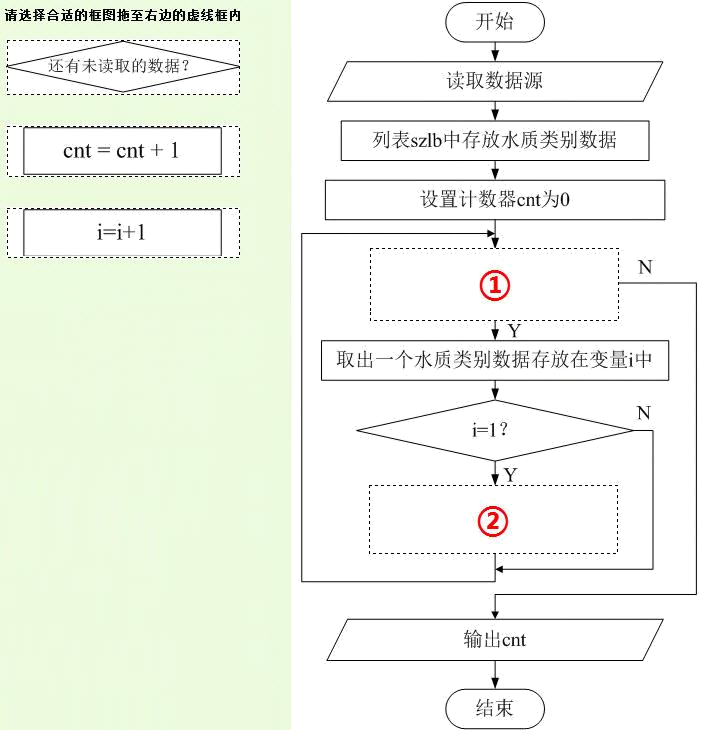 请选择合适的框图拖至右边的虚线框内
还有未读取的数据？
cnt = cnt + 1
i=i+1
开始
读取数据源
列表szlb中存放水质类别数据
设置计数器cnt为0
①
N
Y
取出一个水质类别数据存放在变量i中
i=1?
N
Y
②
输出cnt
结束